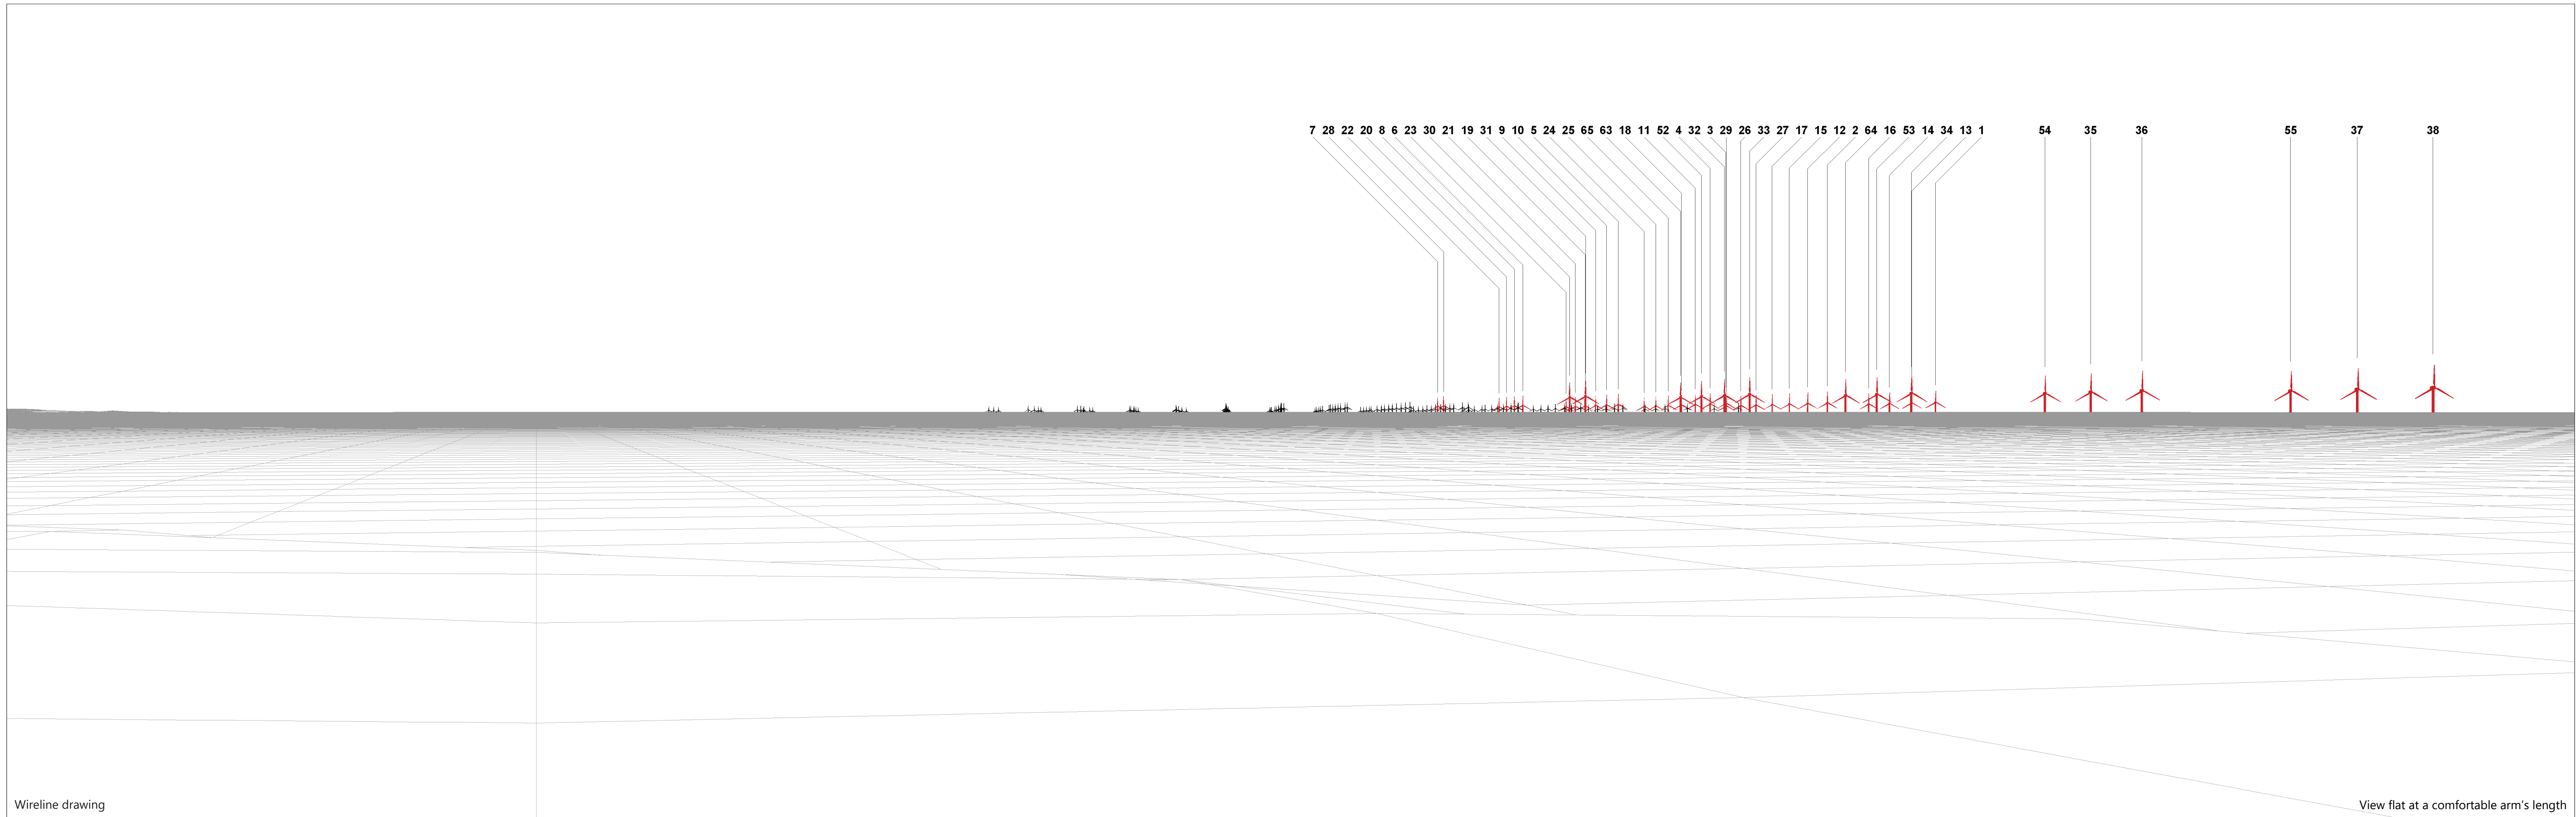 7 28 22 20 8 6 23 30 21 19 31 9 10 5 24 25 65 63 18 11 52 4 32 3 29 26 33 27 17 15 12 2 64 16 53 14 34 13 1 54 35 36 55 37 38
Wireline drawing
View flat at a comfortable arm's length